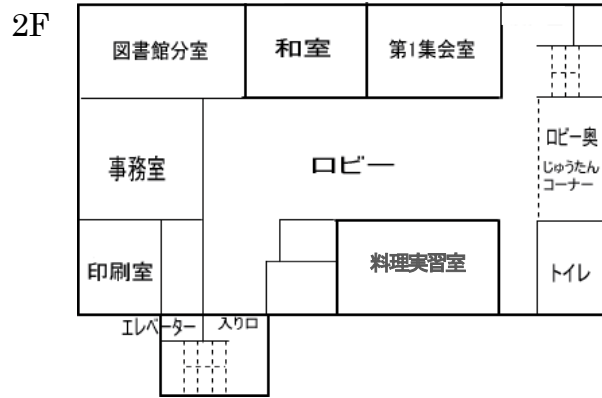 2F
図書館分室
和室
第1集会室
事務室
ロビー
ロビー奥
じゅうたん
コーナー
印刷室
料理実習室
トイレ
エレベーター
入り口